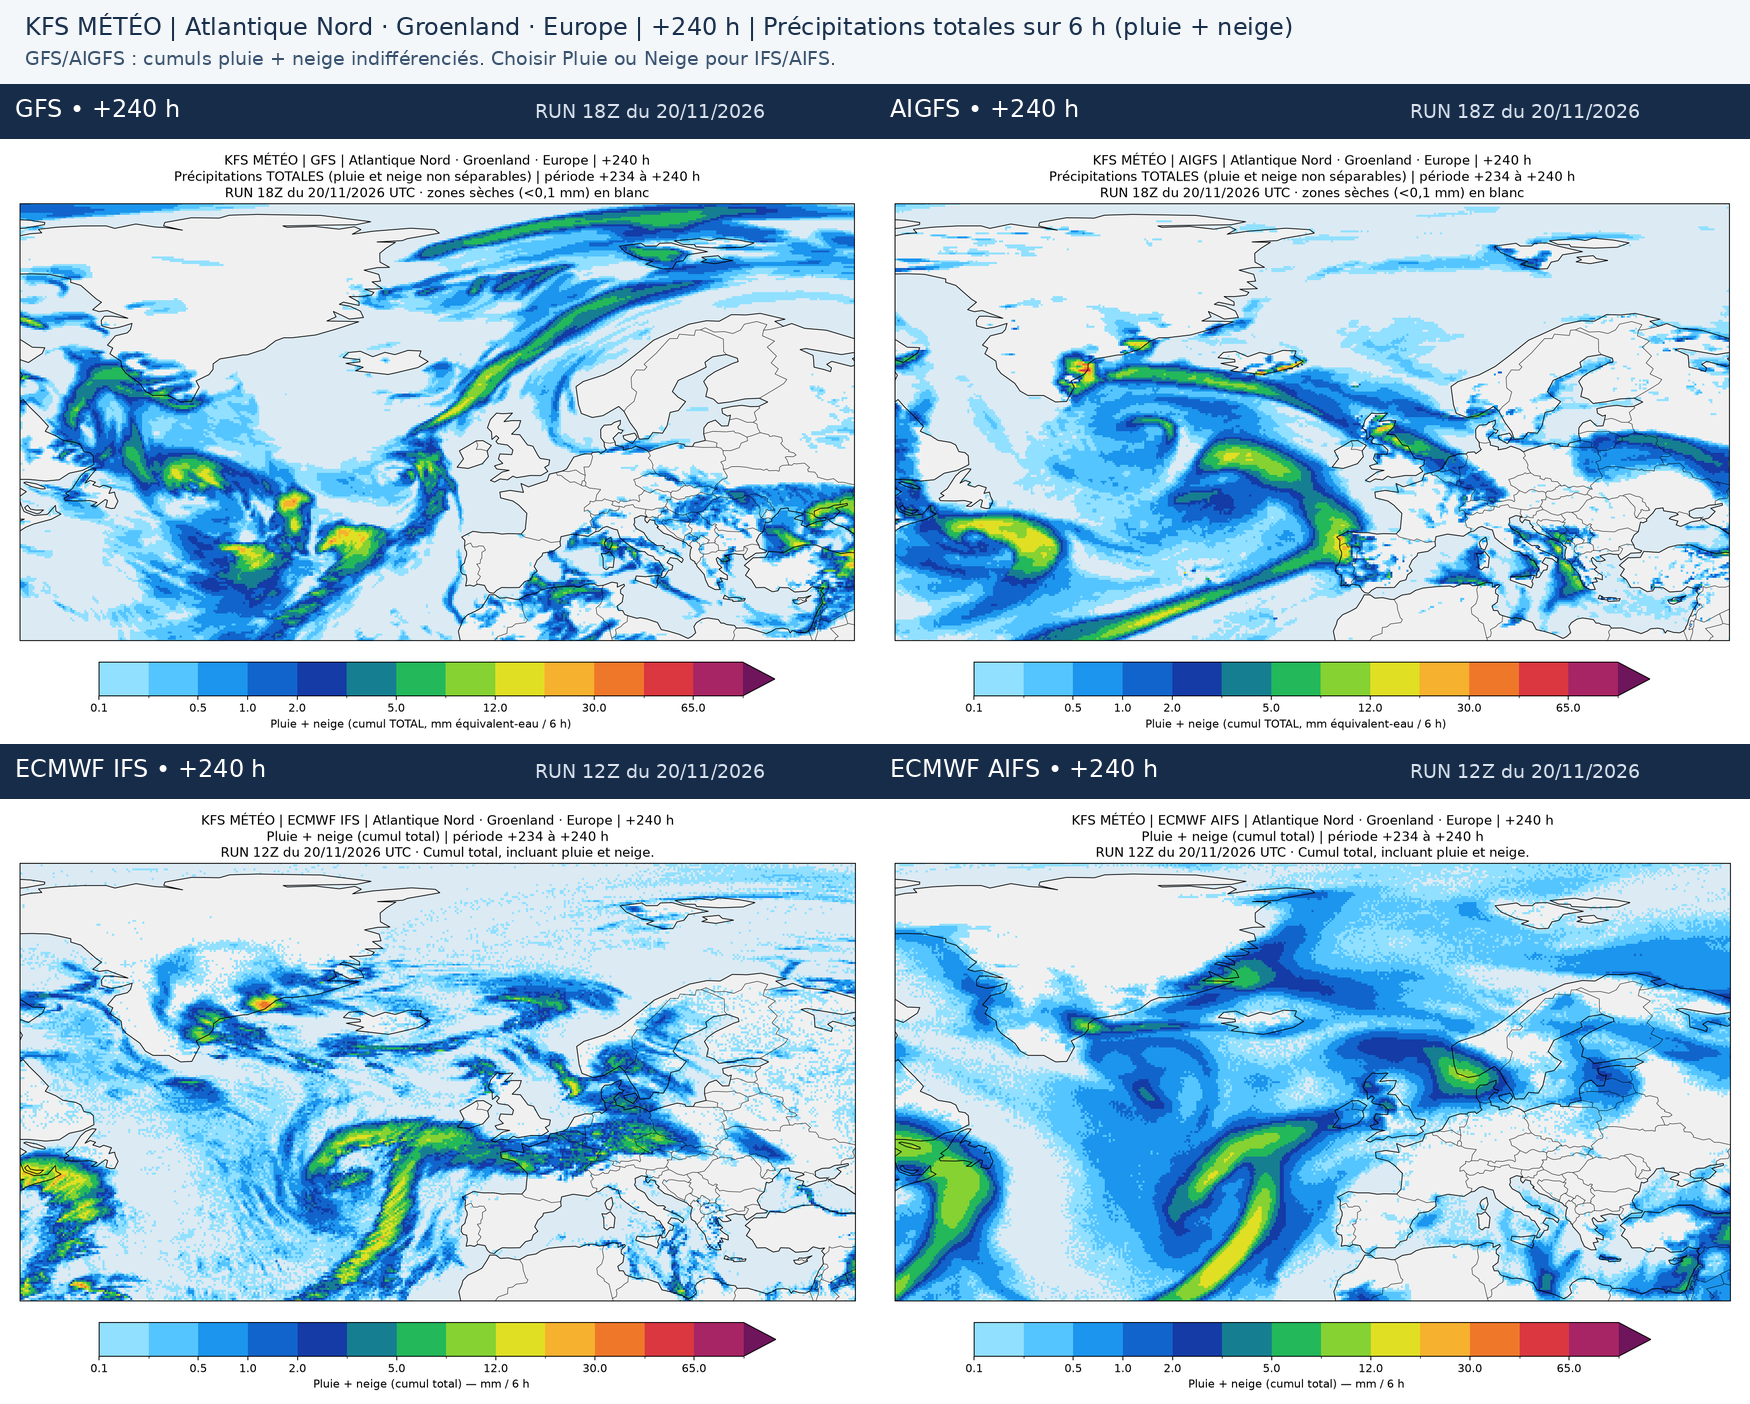 KFS MÉTÉO | Atlantique Nord · Groenland · Europe | +240 h | Précipitations totales sur 6 h (pluie + neige)
GFS/AIGFS : cumuls pluie + neige indifférenciés. Choisir Pluie ou Neige pour IFS/AIFS.
GFS • +240 h
RUN 18Z du 20/11/2026
KFS MÉTÉO | GFS | Atlantique Nord · Groenland · Europe | +240 h
Précipitations TOTALES (pluie et neige non séparables) | période +234 à +240 h
RUN 18Z du 20/11/2026 UTC · zones sèches (<0,1 mm) en blanc
0.1 0.5 1.0 2.0 5.0 12.0 30.0 65.0
Pluie + neige (cumul TOTAL, mm équivalent-eau / 6 h)
AIGFS • +240 h
RUN 18Z du 20/11/2026
KFS MÉTÉO | AIGFS | Atlantique Nord · Groenland · Europe | +240 h
Précipitations TOTALES (pluie et neige non séparables) | période +234 à +240 h
RUN 18Z du 20/11/2026 UTC · zones sèches (<0,1 mm) en blanc
0.1 0.5 1.0 2.0 5.0 12.0 30.0 65.0
Pluie + neige (cumul TOTAL, mm équivalent-eau / 6 h)
ECMWF IFS • +240 h
RUN 12Z du 20/11/2026
KFS MÉTÉO | ECMWF IFS | Atlantique Nord · Groenland · Europe | +240 h
Pluie + neige (cumul total) | période +234 à +240 h
RUN 12Z du 20/11/2026 UTC · Cumul total, incluant pluie et neige.
0.1 0.5 1.0 2.0 5.0 12.0 30.0 65.0
Pluie + neige (cumul total) — mm / 6 h
ECMWF AIFS • +240 h
RUN 12Z du 20/11/2026
KFS MÉTÉO | ECMWF AIFS | Atlantique Nord · Groenland · Europe | +240 h
Pluie + neige (cumul total) | période +234 à +240 h
RUN 12Z du 20/11/2026 UTC · Cumul total, incluant pluie et neige.
0.1 0.5 1.0 2.0 5.0 12.0 30.0 65.0
Pluie + neige (cumul total) — mm / 6 h